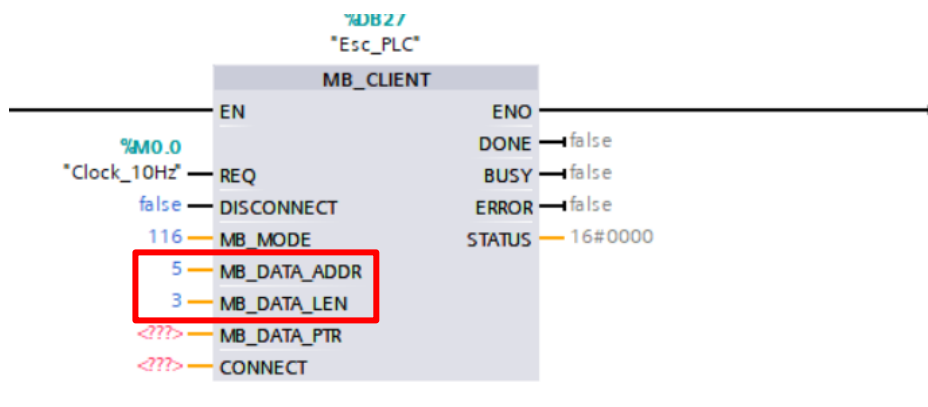 %DB27
"Esc_PLC"
MB_CLIENT
EN ENO
DONE false
%M0.0
"Clock_10Hz" REQ BUSY false
false DISCONNECT ERROR false
116 MB_MODE STATUS 16#0000
5 MB_DATA_ADDR
3 MB_DATA_LEN
<???> MB_DATA_PTR
<???> CONNECT